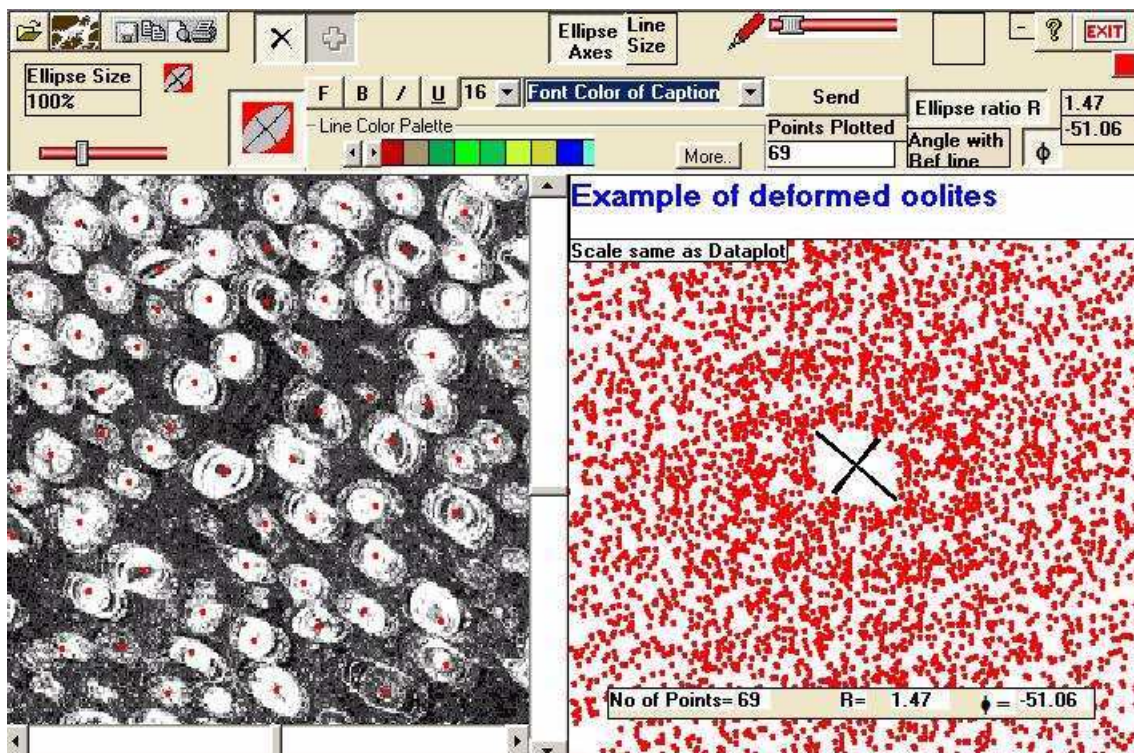 Ellipse Axes
Line Size
- ? EXIT
Ellipse Size
100%
F B / U 16 Font Color of Caption
Send
Ellipse ratio R 1.47
-51.06
Line Color Palette
More..
Points Plotted
69
Angle with Ref line
ϕ
Example of deformed oolites
Scale same as Dataplot
No of Points= 69 R= 1.47 ϕ = -51.06